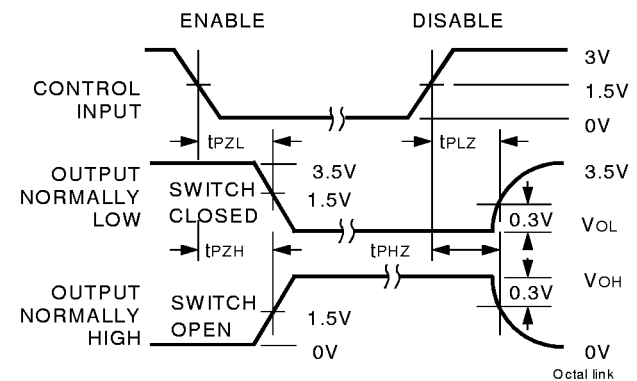 ENABLE
DISABLE
CONTROL
INPUT
3V
1.5V
0V
tPZL
tPLZ
OUTPUT
NORMALLY
LOW
SWITCH
CLOSED
3.5V
1.5V
3.5V
0.3V
VOL
tPZH
tPHZ
OUTPUT
NORMALLY
HIGH
SWITCH
OPEN
1.5V
0V
0.3V
VOH
0V
Octal link